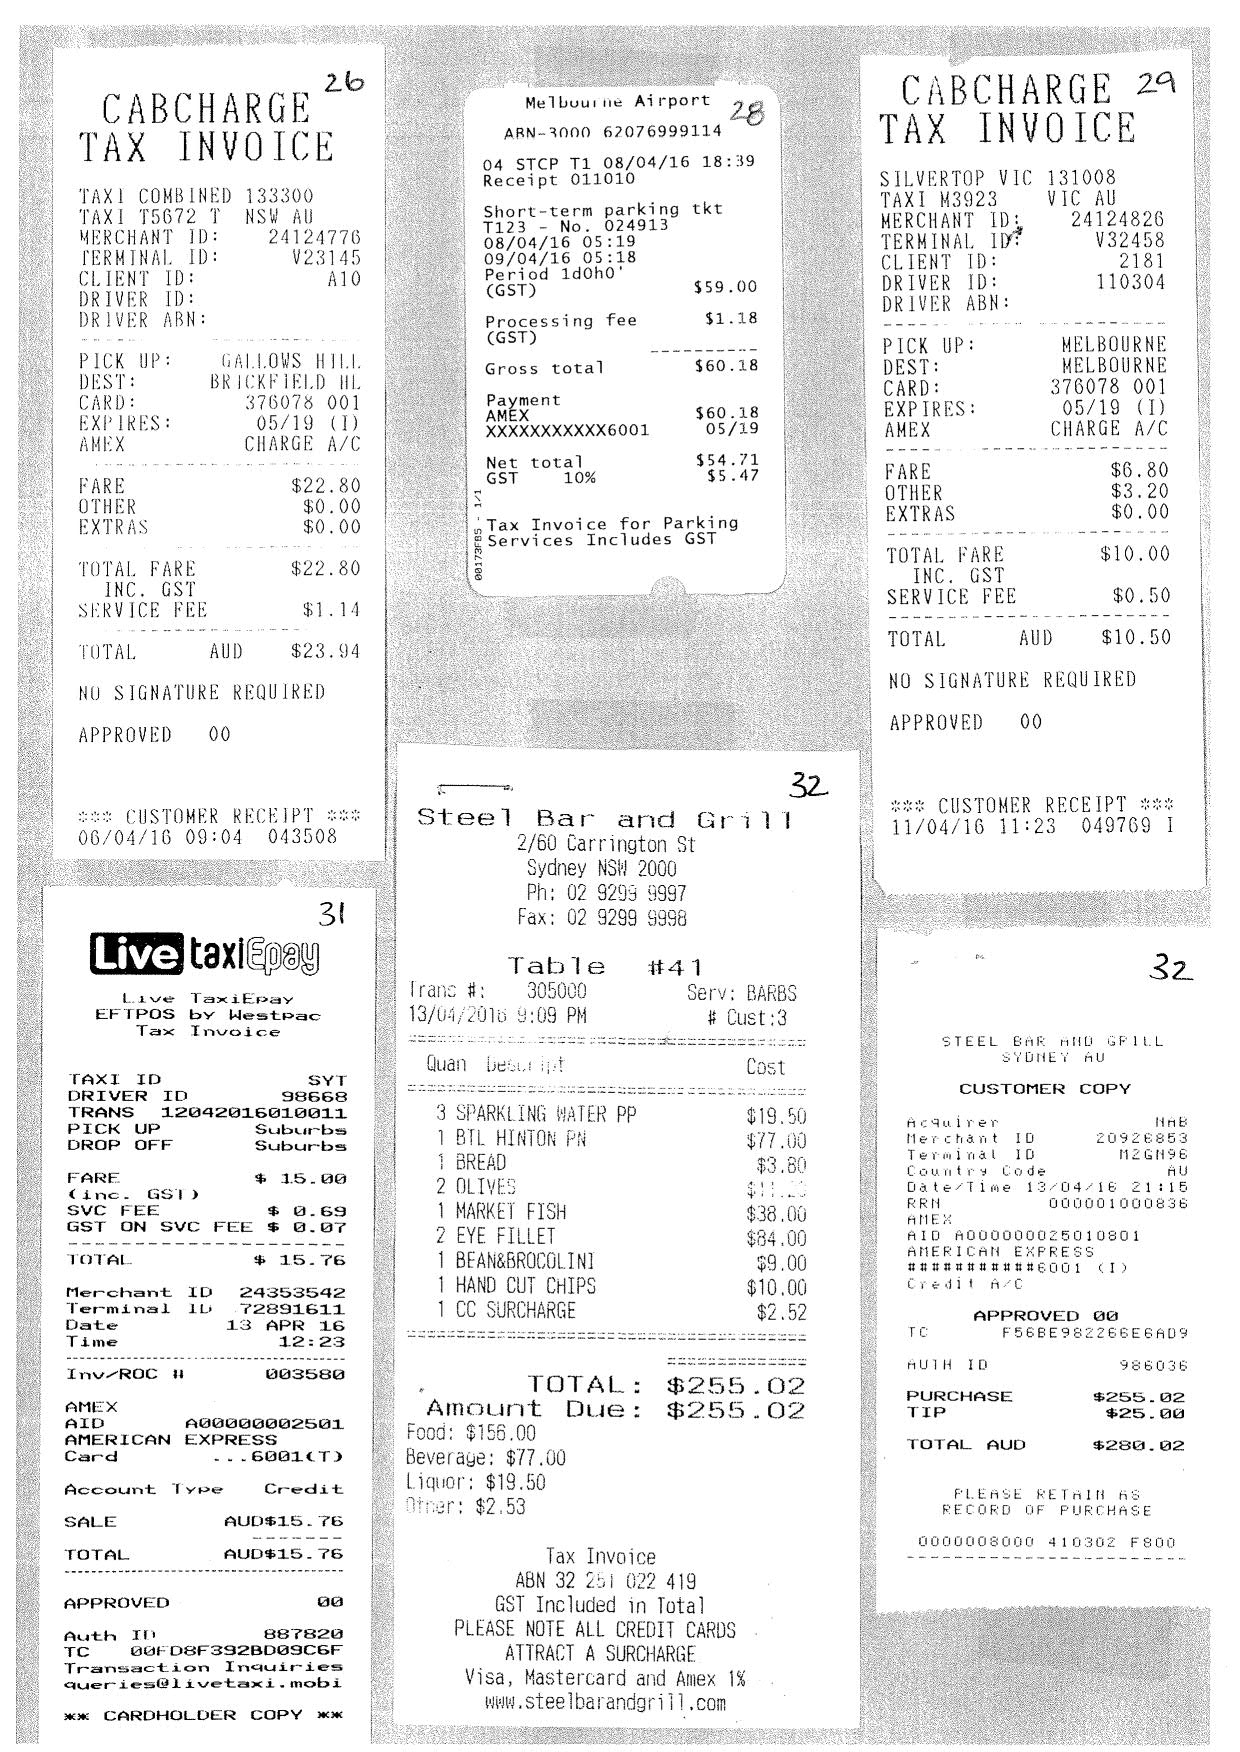 26
CABCHARGE
TAX INVOICE
TAXI COMBINED 133300
TAXI T5672 T NSW AU
MERCHANT ID: 24124776
TERMINAL ID: V23145
CLIENT ID: A10
DRIVER ID:
DRIVER ABN:
PICK UP: GALLOWS HILL
DEST: BRICKFIELD HL
CARD: 376078 001
EXPIRES: 05/19 (I)
AMEX CHARGE A/C
FARE $22.80
OTHER $0.00
EXTRAS $0.00
TOTAL FARE $22.80
INC. GST
SERVICE FEE $1.14
TOTAL AUD $23.94
NO SIGNATURE REQUIRED
APPROVED 00
*** CUSTOMER RECEIPT ***
06/04/16 09:04 043508
28
Melbourne Airport
ABN-3000 62076999114
04 STCP T1 08/04/16 18:39
Receipt 011010
Short-term parking tkt
T123 - No. 024913
08/04/16 05:19
09/04/16 05:18
Period 1d0h0'
(GST) $59.00
Processing fee $1.18
(GST)
Gross total $60.18
Payment
AMEX $60.18
XXXXXXXXXXX6001 05/19
Net total $54.71
GST 10% $5.47
Tax Invoice for Parking
Services Includes GST
00173FB5 - 1/1
29
CABCHARGE
TAX INVOICE
SILVERTOP VIC 131008
TAXI M3923 VIC AU
MERCHANT ID: 24124826
TERMINAL ID: V32458
CLIENT ID: 2181
DRIVER ID: 110304
DRIVER ABN:
PICK UP: MELBOURNE
DEST: MELBOURNE
CARD: 376078 001
EXPIRES: 05/19 (I)
AMEX CHARGE A/C
FARE $6.80
OTHER $3.20
EXTRAS $0.00
TOTAL FARE $10.00
INC. GST
SERVICE FEE $0.50
TOTAL AUD $10.50
NO SIGNATURE REQUIRED
APPROVED 00
*** CUSTOMER RECEIPT ***
11/04/16 11:23 049769 I
31
Live taxiEpay
Live TaxiEpay
EFTPOS by Westpac
Tax Invoice
TAXI ID SYT
DRIVER ID 98668
TRANS 12042016010011
PICK UP Suburbs
DROP OFF Suburbs
FARE $ 15.00
(inc. GST)
SVC FEE $ 0.69
GST ON SVC FEE $ 0.07
TOTAL $ 15.76
Merchant ID 24353542
Terminal ID 72891611
Date 13 APR 16
Time 12:23
Inv/ROC # 003580
AMEX
AID A00000002501
AMERICAN EXPRESS
Card ...6001(T)
Account Type Credit
SALE AUD$15.76
TOTAL AUD$15.76
APPROVED 00
Auth ID 887820
TC 00FD8F392BD09C6F
Transaction Inquiries
queries@livetaxi.mobi
** CARDHOLDER COPY **
32
Steel Bar and Grill
2/60 Carrington St
Sydney NSW 2000
Ph: 02 9299 9997
Fax: 02 9299 9998
Table #41
Trans #: 305000 Serv: BARBS
13/04/2016 9:09 PM # Cust:3
Quan Descript Cost
3 SPARKLING WATER PP $19.50
1 BTL HINTON PN $77.00
1 BREAD $3.80
2 OLIVES
1 MARKET FISH $38.00
2 EYE FILLET $84.00
1 BEAN&BROCOLINI $9.00
1 HAND CUT CHIPS $10.00
1 CC SURCHARGE $2.52
TOTAL: $255.02
Amount Due: $255.02
Food: $156.00
Beverage: $77.00
Liquor: $19.50
Other: $2.53
Tax Invoice
ABN 32 251 022 419
GST Included in Total
PLEASE NOTE ALL CREDIT CARDS
ATTRACT A SURCHARGE
Visa, Mastercard and Amex 1%
www.steelbarandgrill.com
32
STEEL BAR AND GRILL
SYDNEY AU
CUSTOMER COPY
Acquirer NAB
Merchant ID 20926853
Terminal ID M2GN96
Country Code AU
Date/Time 13/04/16 21:15
RRN 000001000836
AMEX
AID A000000025010801
AMERICAN EXPRESS
###########6001 (I)
Credit A/C
APPROVED 00
TC F56BE982266E6AD9
AUTH ID 986036
PURCHASE $255.02
TIP $25.00
TOTAL AUD $280.02
PLEASE RETAIN AS
RECORD OF PURCHASE
0000008000 410302 F800